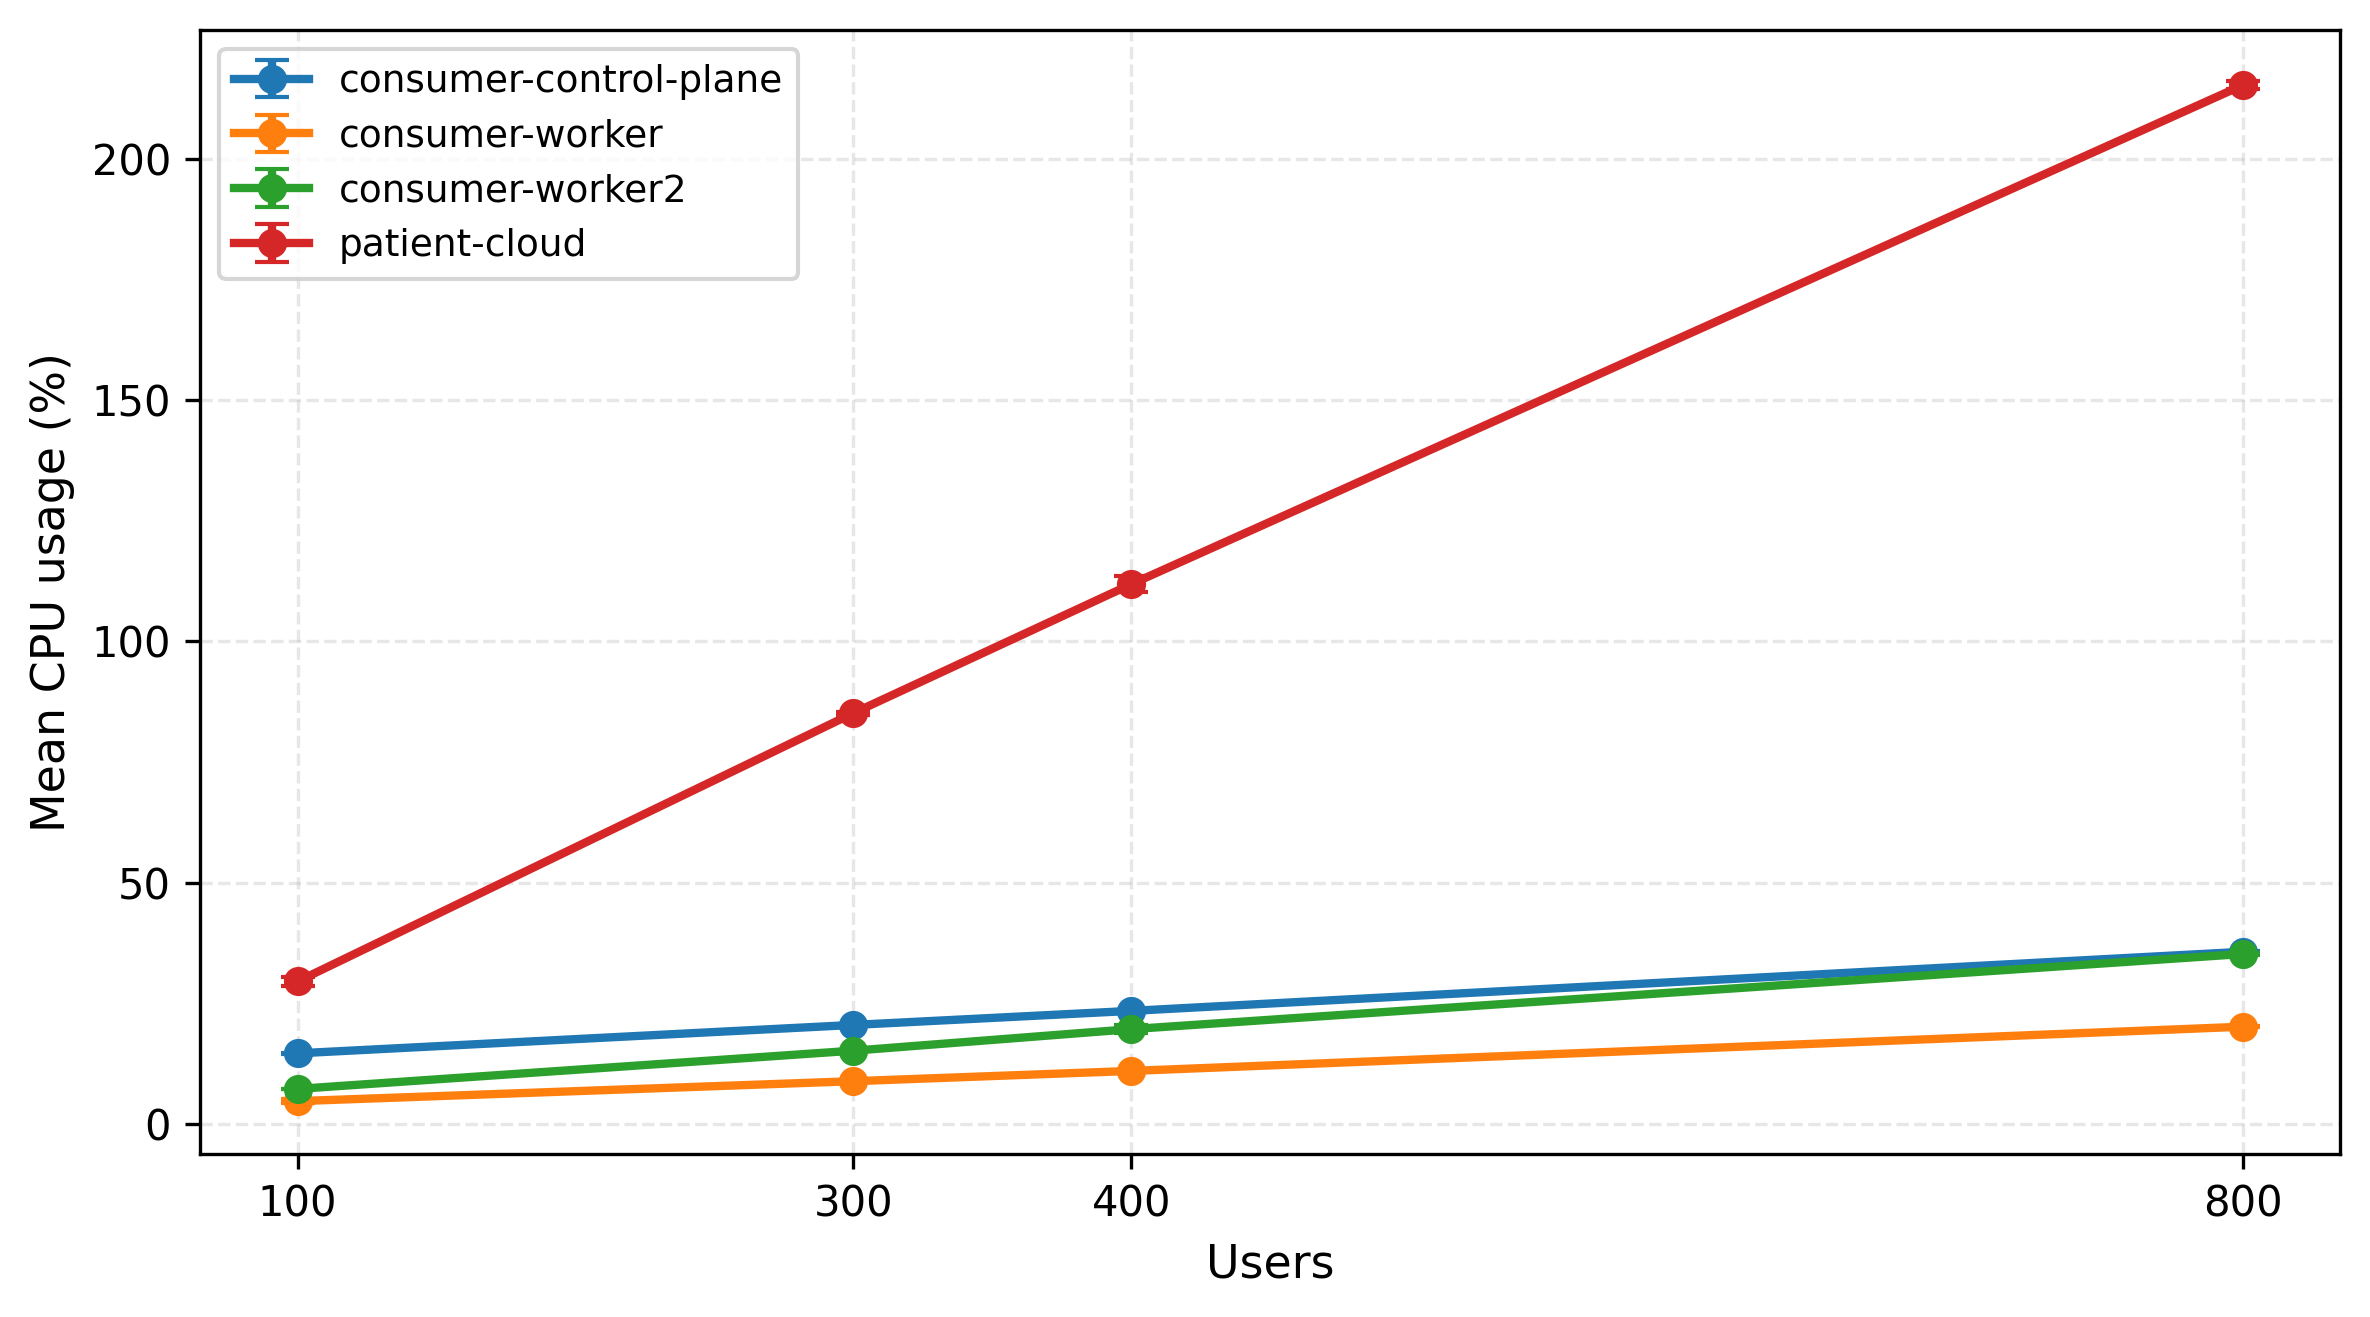 consumer-control-plane
consumer-worker
consumer-worker2
patient-cloud
Mean CPU usage (%)
200
150
100
50
0
100 300 400 800
Users